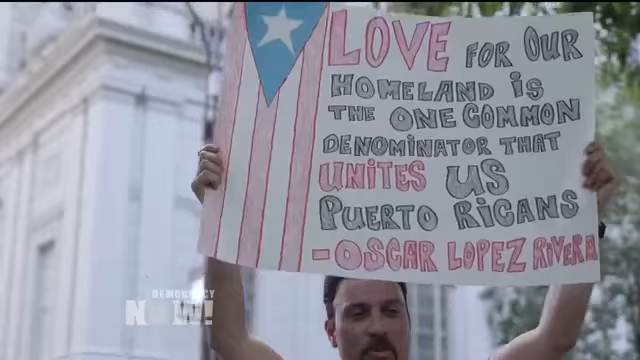 LOVE FOR OUR
HOMELAND is
THE ONE COMMON
DENOMINATOR THAT
UNITES US
PUERTO RICANS
-OSCAR LOPEZ RIVERA
DEMOCRACY
NOW!